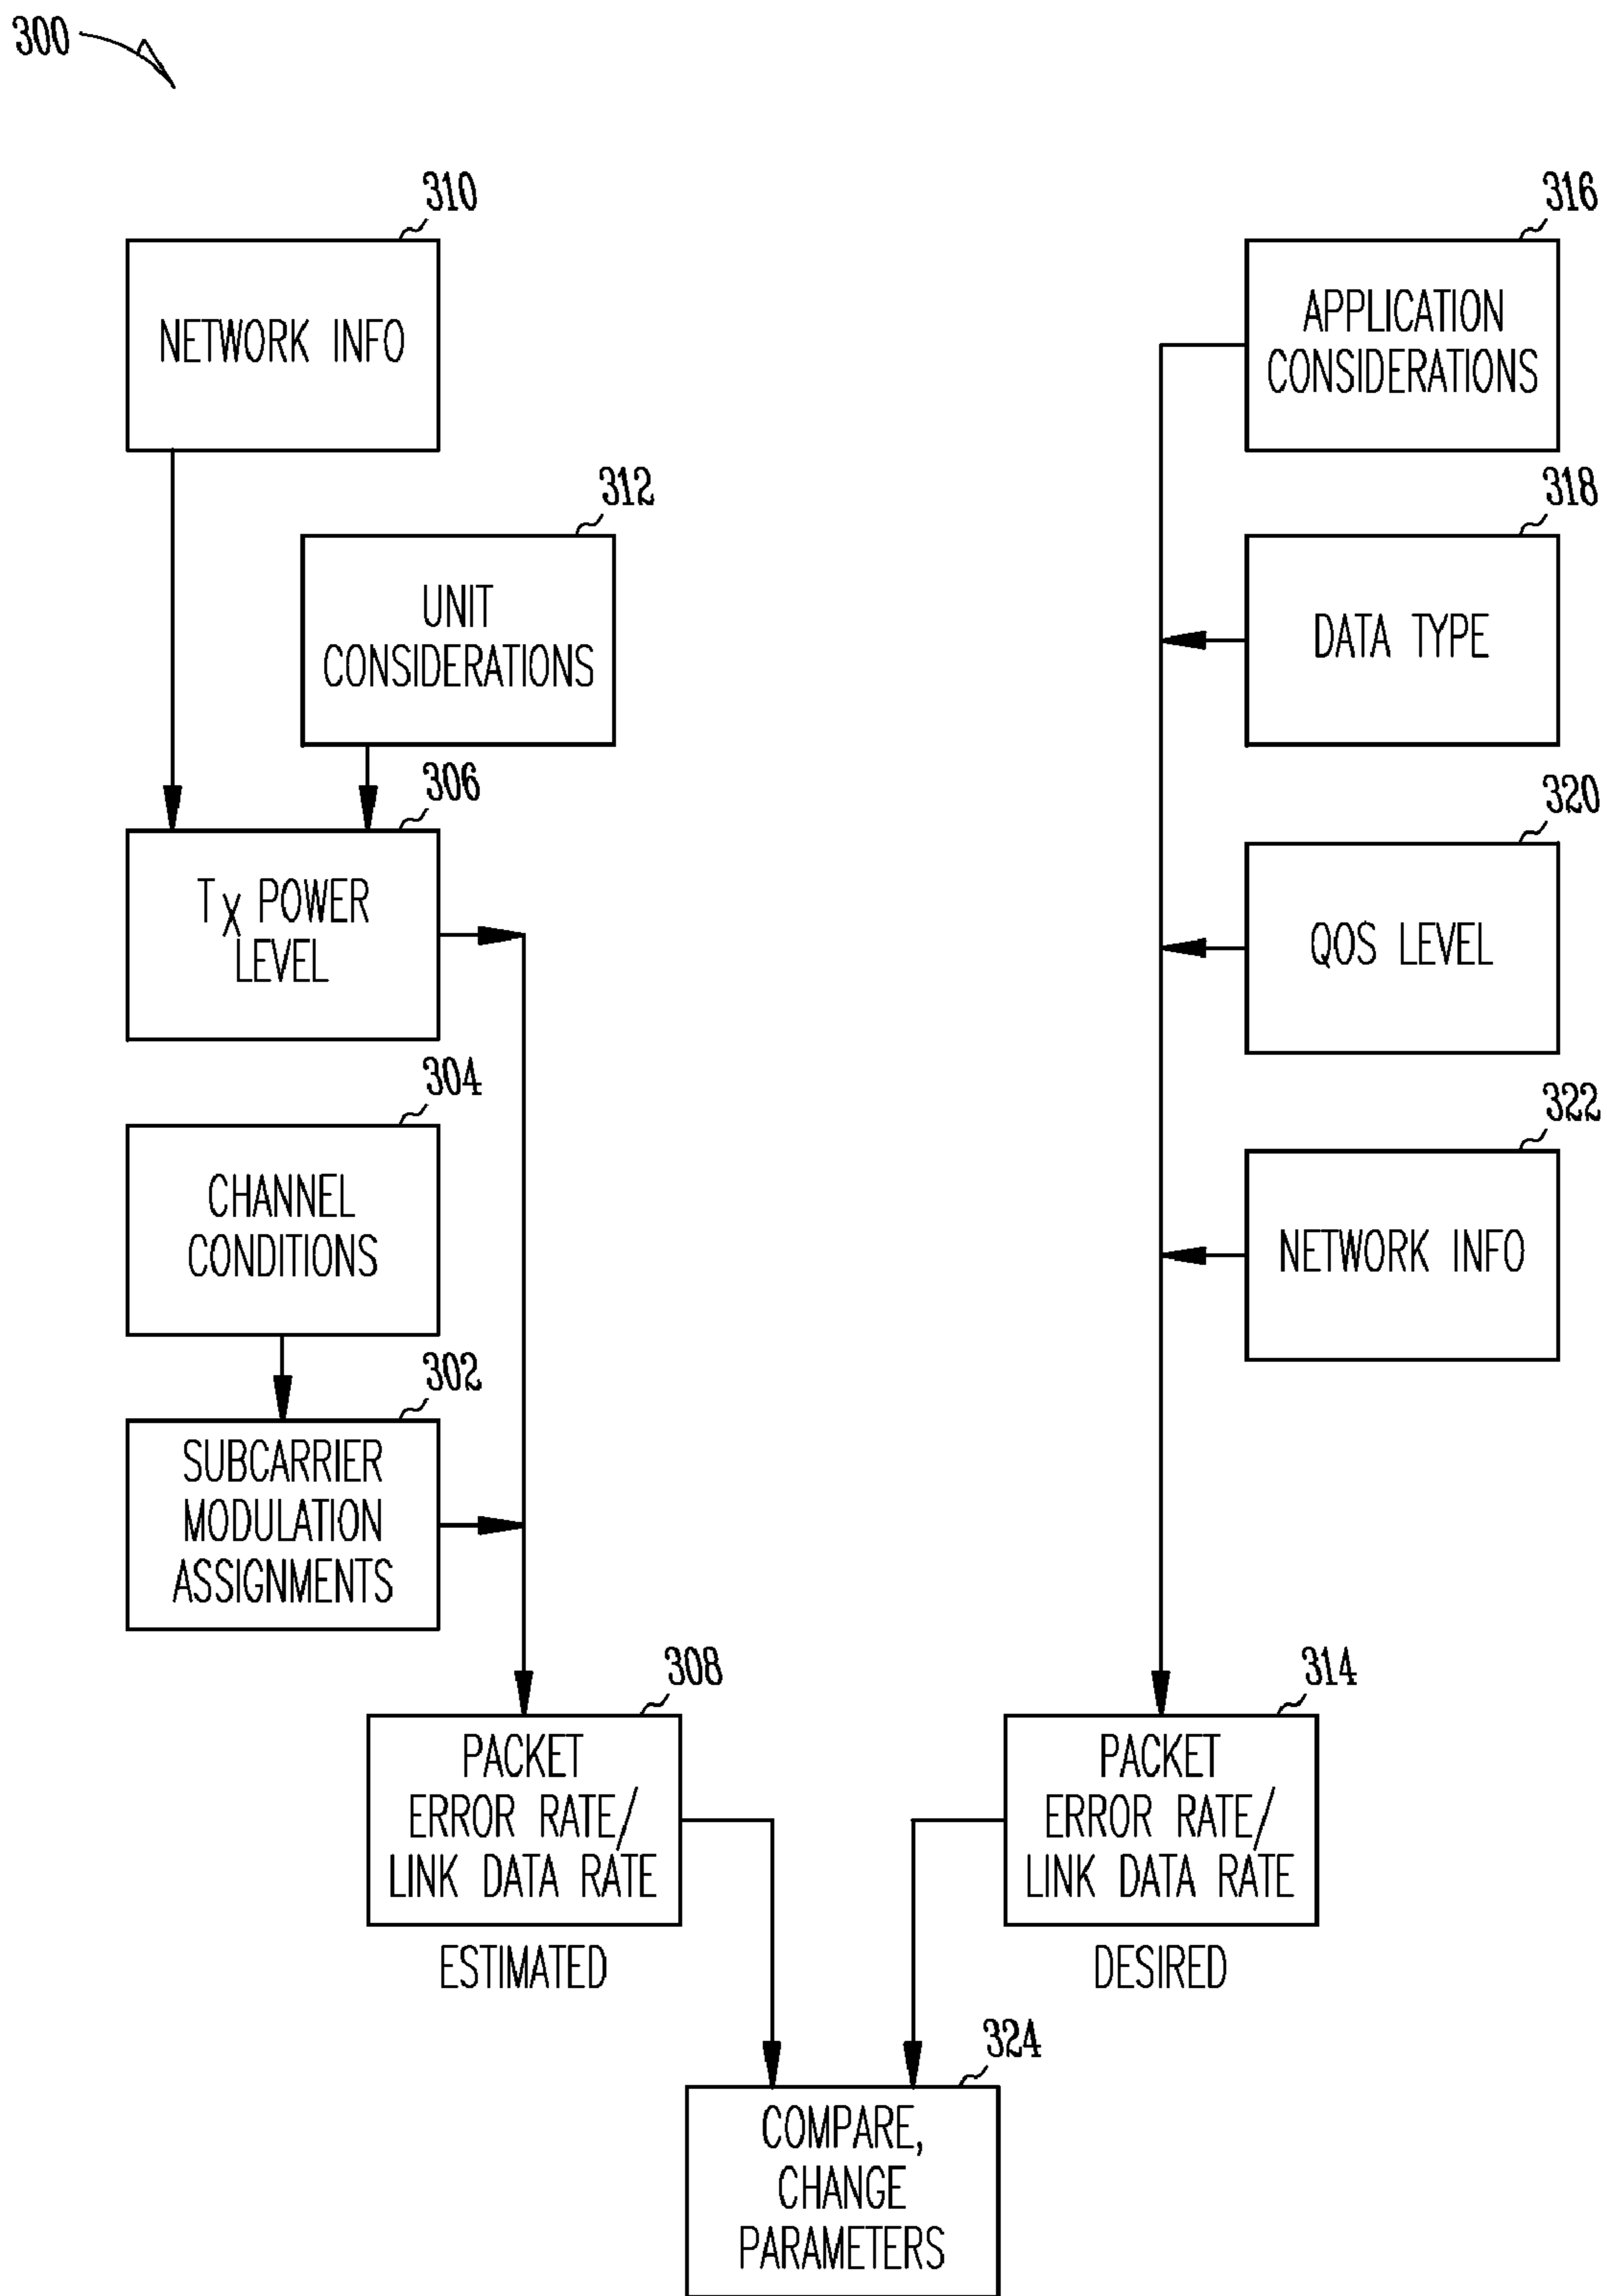 300
310
NETWORK INFO
312
UNIT
CONSIDERATIONS
306
TX POWER
LEVEL
304
CHANNEL
CONDITIONS
302
SUBCARRIER
MODULATION
ASSIGNMENTS
308
PACKET
ERROR RATE/
LINK DATA RATE
ESTIMATED
316
APPLICATION
CONSIDERATIONS
318
DATA TYPE
320
QOS LEVEL
322
NETWORK INFO
314
PACKET
ERROR RATE/
LINK DATA RATE
DESIRED
324
COMPARE,
CHANGE
PARAMETERS